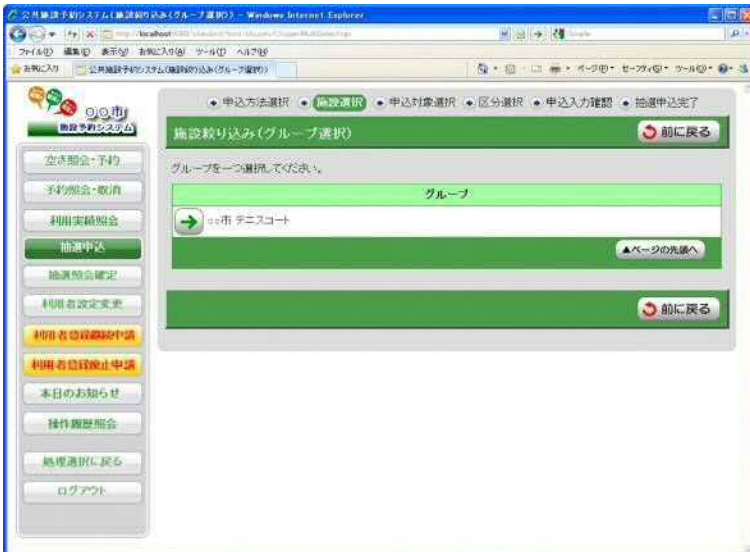 公共施設予約システム(施設絞り込み(グループ選択)) - Windows Internet Explorer
ファイル(F) 編集(E) 表示(V) お気に入り(A) ツール(T) ヘルプ(H)
お気に入り 公共施設予約システム(施設絞り込み(グループ選択)) ページ(P) セーフティ(S) ツール(O)
○○市
施設予約システム
申込方法選択 施設選択 申込対象選択 区分選択 申込入力確認 抽選申込完了
施設絞り込み(グループ選択) 前に戻る
グループを一つ選択してください。
グループ
○○市 テニスコート
▲ページの先頭へ
前に戻る
空き照会・予約
予約照会・取消
利用実績照会
抽選申込
抽選照会確定
利用者設定変更
利用者登録継続申請
利用者登録廃止申請
本日のお知らせ
操作履歴照会
処理選択に戻る
ログアウト